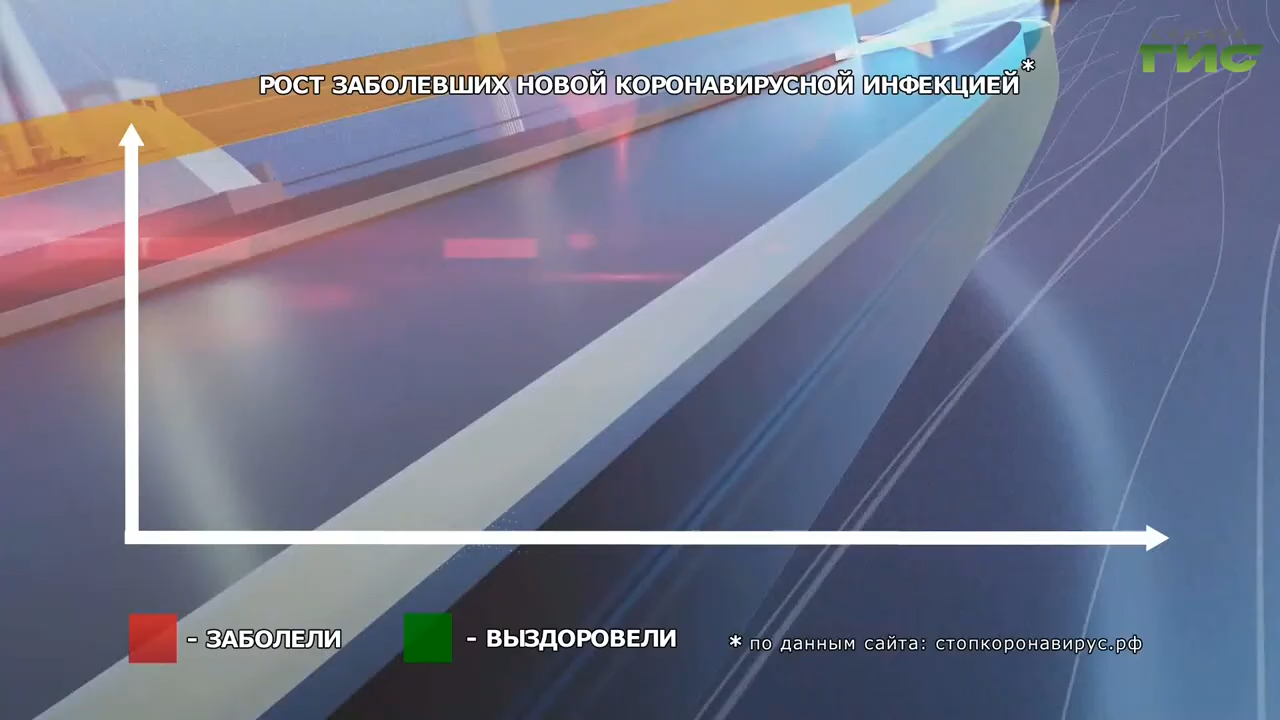 ГИС
РОСТ ЗАБОЛЕВШИХ НОВОЙ КОРОНАВИРУСНОЙ ИНФЕКЦИЕЙ*
- ЗАБОЛЕЛИ
- ВЫЗДОРОВЕЛИ
* по данным сайта: стопкоронавирус.рф